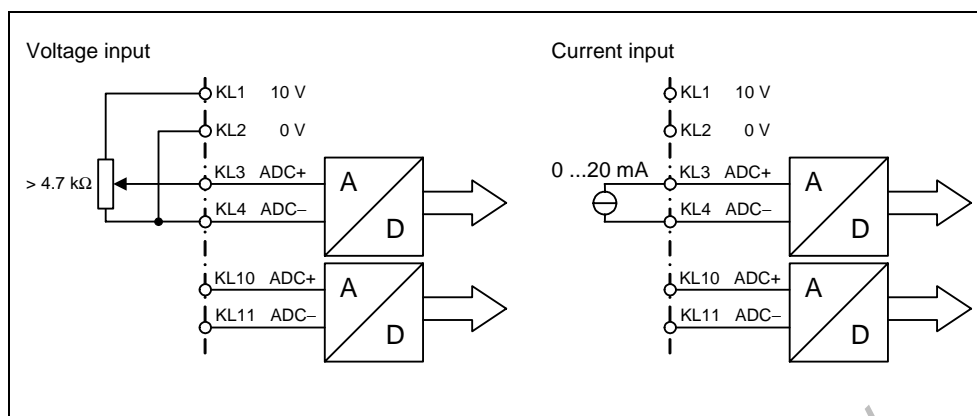 Voltage input
KL1 10 V
KL2 0 V
> 4.7 kΩ
KL3 ADC+
KL4 ADC−
A
D
KL10 ADC+
KL11 ADC−
A
D
Current input
KL1 10 V
KL2 0 V
0 ...20 mA
KL3 ADC+
KL4 ADC−
A
D
KL10 ADC+
KL11 ADC−
A
D